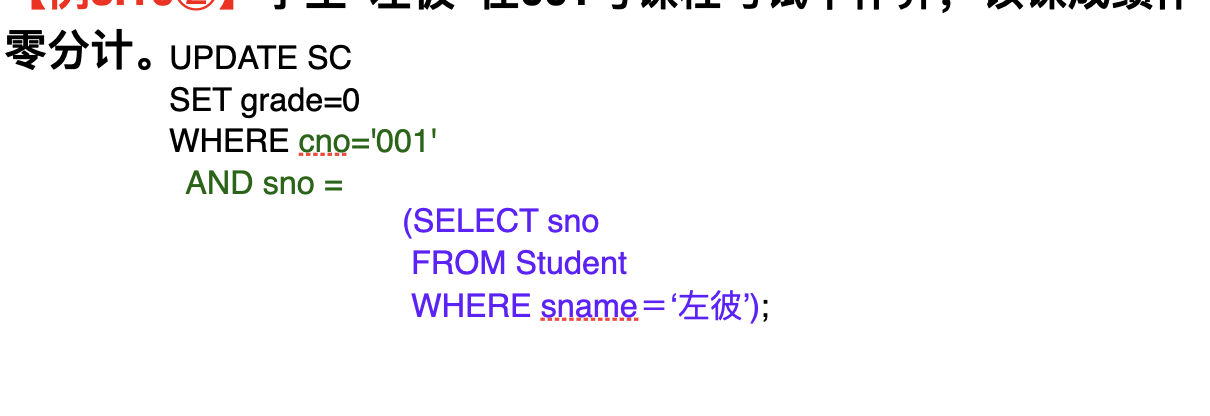 零分计。UPDATE SC
SET grade=0
WHERE cno='001'
AND sno =
(SELECT sno
FROM Student
WHERE sname＝‘左彼’);